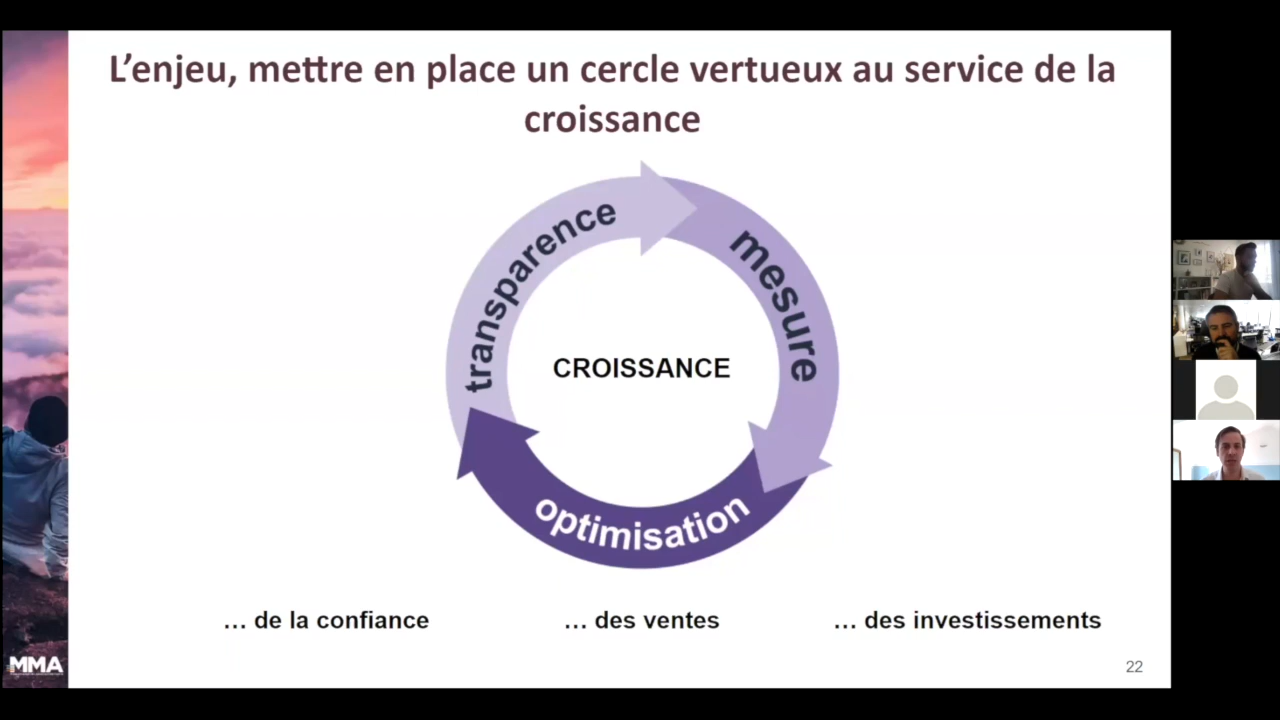 L'enjeu, mettre en place un cercle vertueux au service de la
croissance
transparence
mesure
CROISSANCE
optimisation
… de la confiance
… des ventes
… des investissements
MMA
22